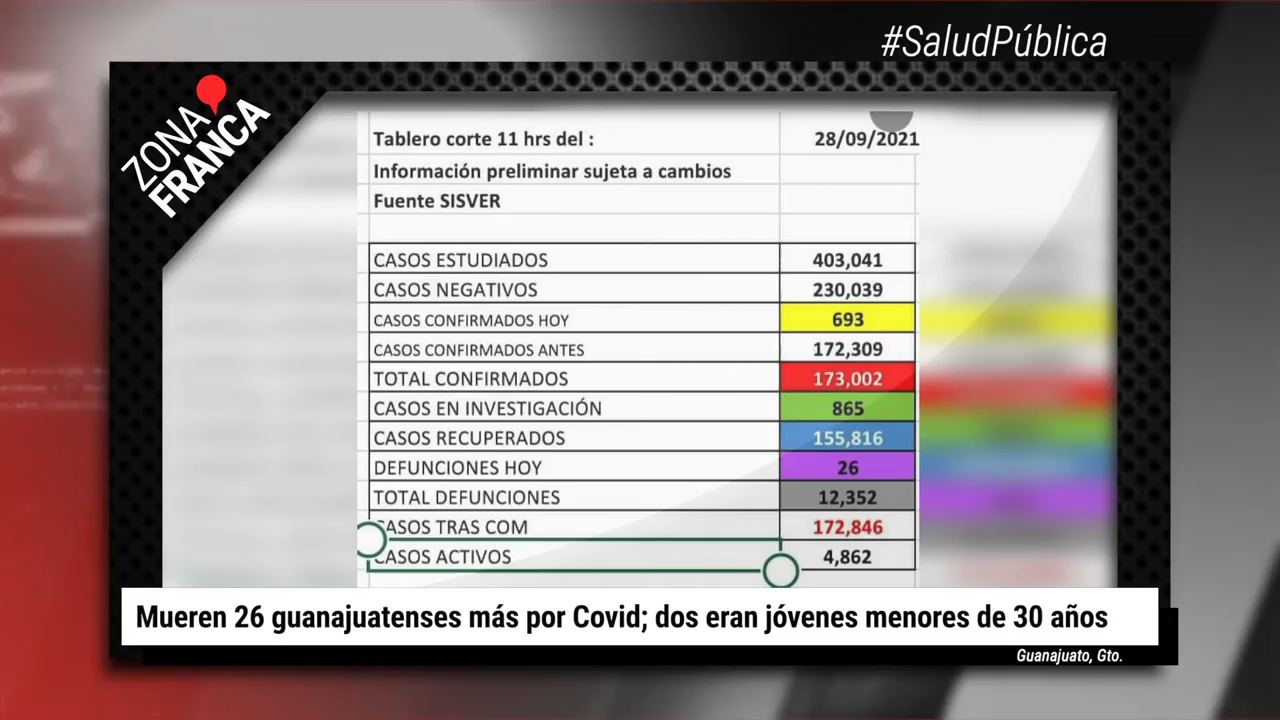 #SaludPública
ZONA
FRANCA
Tablero corte 11 hrs del : 28/09/2021
Información preliminar sujeta a cambios
Fuente SISVER
CASOS ESTUDIADOS 403,041
CASOS NEGATIVOS 230,039
CASOS CONFIRMADOS HOY 693
CASOS CONFIRMADOS ANTES 172,309
TOTAL CONFIRMADOS 173,002
CASOS EN INVESTIGACIÓN 865
CASOS RECUPERADOS 155,816
DEFUNCIONES HOY 26
TOTAL DEFUNCIONES 12,352
CASOS TRAS COM 172,846
CASOS ACTIVOS 4,862
Mueren 26 guanajuatenses más por Covid; dos eran jóvenes menores de 30 años
Guanajuato, Gto.